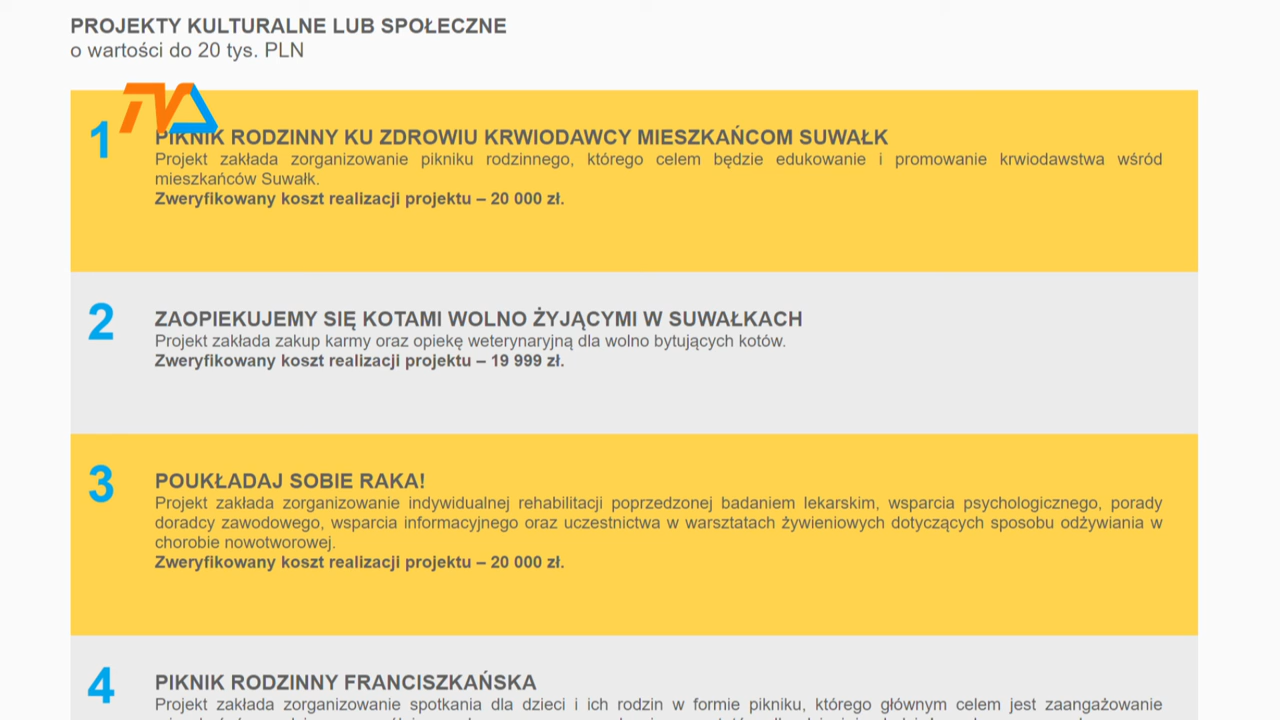 PROJEKTY KULTURALNE LUB SPOŁECZNE
o wartości do 20 tys. PLN
TVA
1
PIKNIK RODZINNY KU ZDROWIU KRWIODAWCY MIESZKAŃCOM SUWAŁK
Projekt zakłada zorganizowanie pikniku rodzinnego, którego celem będzie edukowanie i promowanie krwiodawstwa wśród
mieszkańców Suwałk.
Zweryfikowany koszt realizacji projektu – 20 000 zł.
2
ZAOPIEKUJEMY SIĘ KOTAMI WOLNO ŻYJĄCYMI W SUWAŁKACH
Projekt zakłada zakup karmy oraz opiekę weterynaryjną dla wolno bytujących kotów.
Zweryfikowany koszt realizacji projektu – 19 999 zł.
3
POUKŁADAJ SOBIE RAKA!
Projekt zakłada zorganizowanie indywidualnej rehabilitacji poprzedzonej badaniem lekarskim, wsparcia psychologicznego, porady
doradcy zawodowego, wsparcia informacyjnego oraz uczestnictwa w warsztatach żywieniowych dotyczących sposobu odżywiania w
chorobie nowotworowej.
Zweryfikowany koszt realizacji projektu – 20 000 zł.
4
PIKNIK RODZINNY FRANCISZKAŃSKA
Projekt zakłada zorganizowanie spotkania dla dzieci i ich rodzin w formie pikniku, którego głównym celem jest zaangażowanie